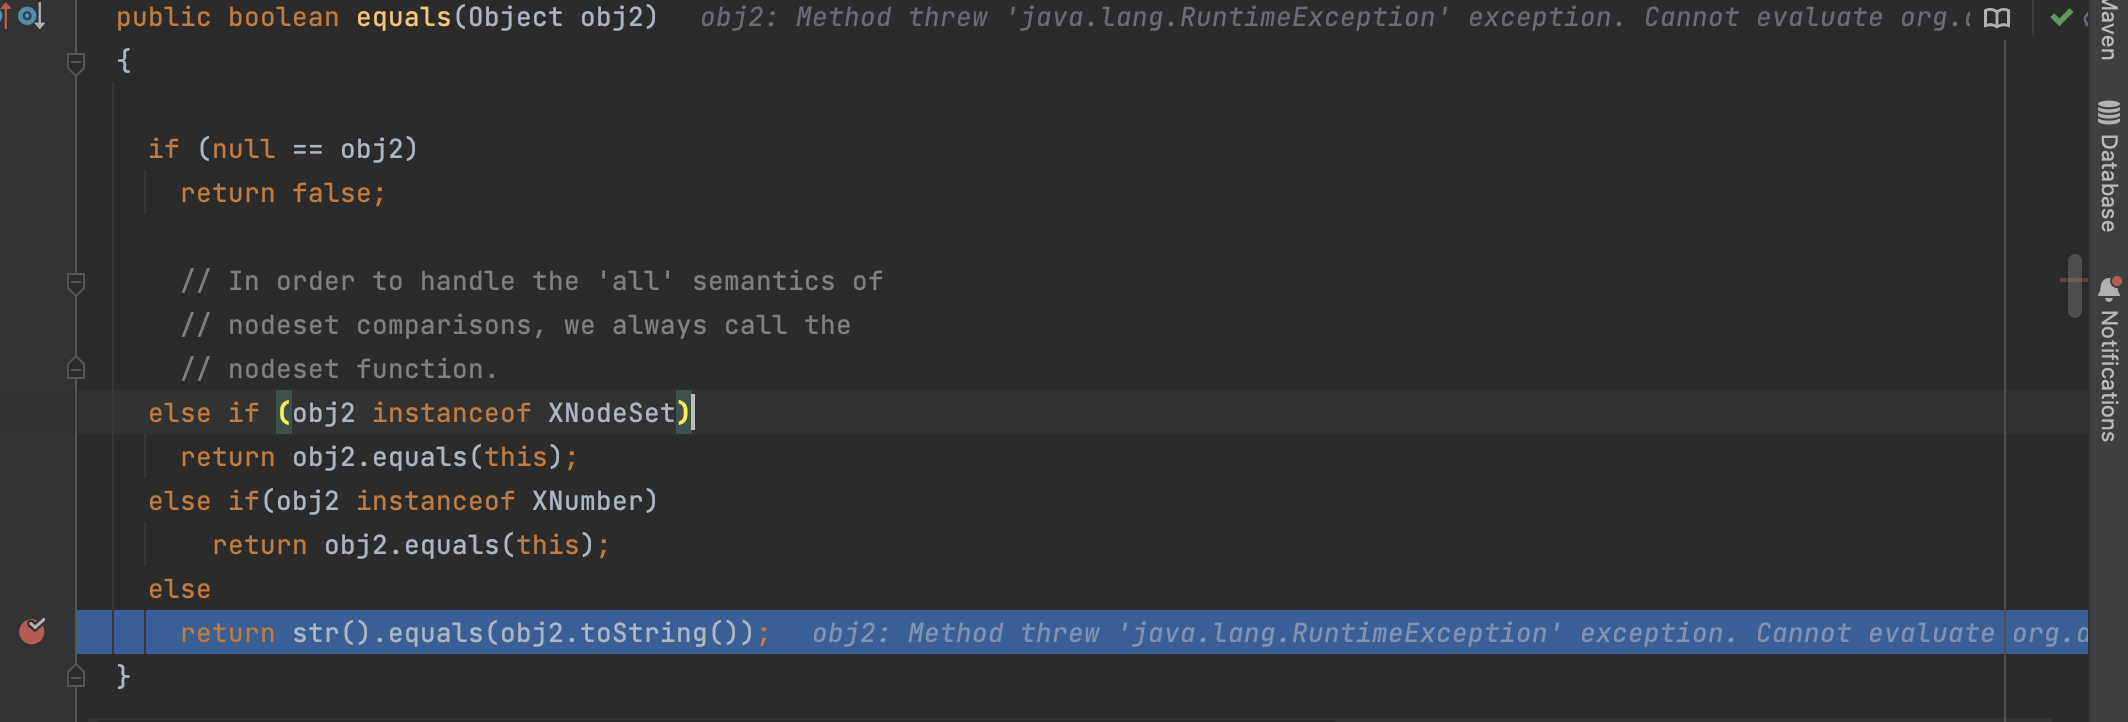 public boolean equals(Object obj2)   obj2: Method threw 'java.lang.RuntimeException' exception. Cannot evaluate
{
if (null == obj2)
return false;
// In order to handle the 'all' semantics of
// nodeset comparisons, we always call the
// nodeset function.
else if (obj2 instanceof XNodeSet)
return obj2.equals(this);
else if(obj2 instanceof XNumber)
return obj2.equals(this);
else
return str().equals(obj2.toString());   obj2: Method threw 'java.lang.RuntimeException' exception. Cannot evaluate
}
Maven
Database
Notifications